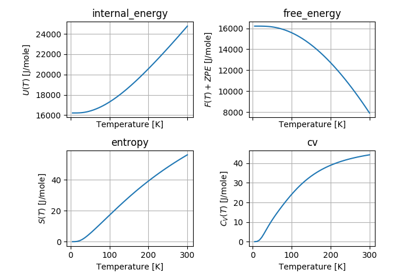 internal_energy
free_energy
24000
22000
20000
18000
16000
U(T) [J/mole]
Temperature [K]
16000
14000
12000
10000
8000
F(T) + ZPE [J/mole]
Temperature [K]
entropy
cv
40
20
0
S(T) [J/mole]
0 100 200 300
Temperature [K]
40
30
20
10
0
C_V(T) [J/mole]
0 100 200 300
Temperature [K]